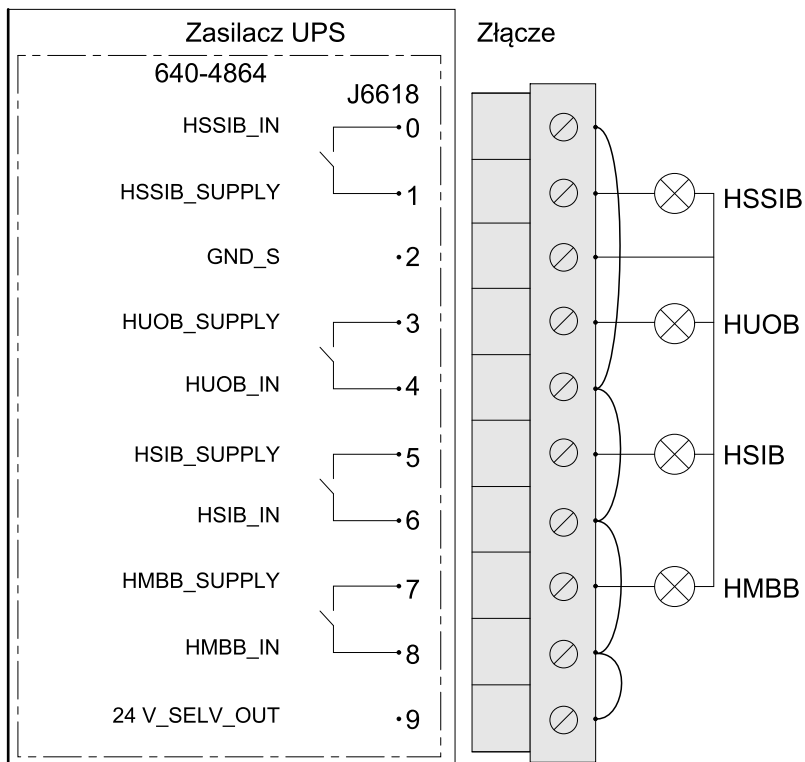 Zasilacz UPS
Złącze
640-4864
J6618
HSSIB_IN
0
HSSIB_SUPPLY
1
HSSIB
GND_S
2
HUOB_SUPPLY
3
HUOB
HUOB_IN
4
HSIB_SUPPLY
5
HSIB
HSIB_IN
6
HMBB_SUPPLY
7
HMBB
HMBB_IN
8
24 V_SELV_OUT
9